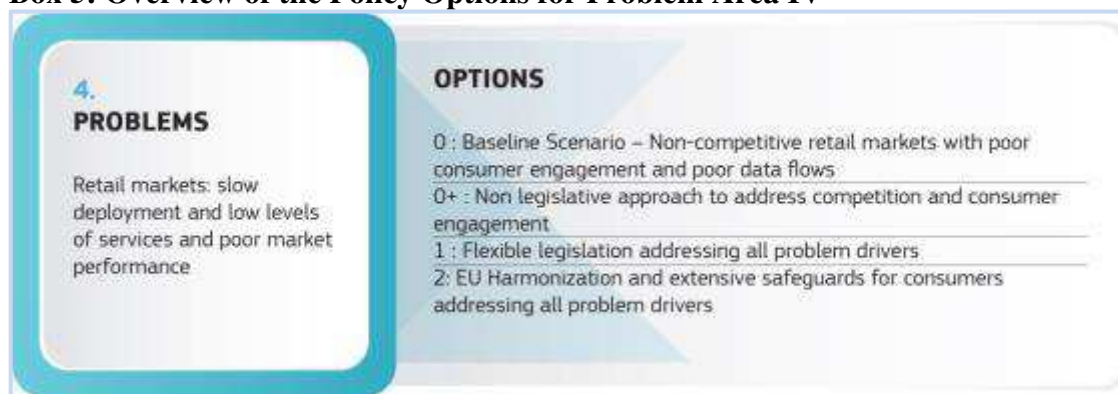 Box 5: Overview of the Policy Options for Problem Area IV
4.
PROBLEMS
Retail markets: slow
deployment and low levels
of services and poor market
performance
OPTIONS
0 : Baseline Scenario – Non-competitive retail markets with poor
consumer engagement and poor data flows
0+ : Non legislative approach to address competition and consumer
engagement
1 : Flexible legislation addressing all problem drivers
2: EU Harmonization and extensive safeguards for consumers
addressing all problem drivers